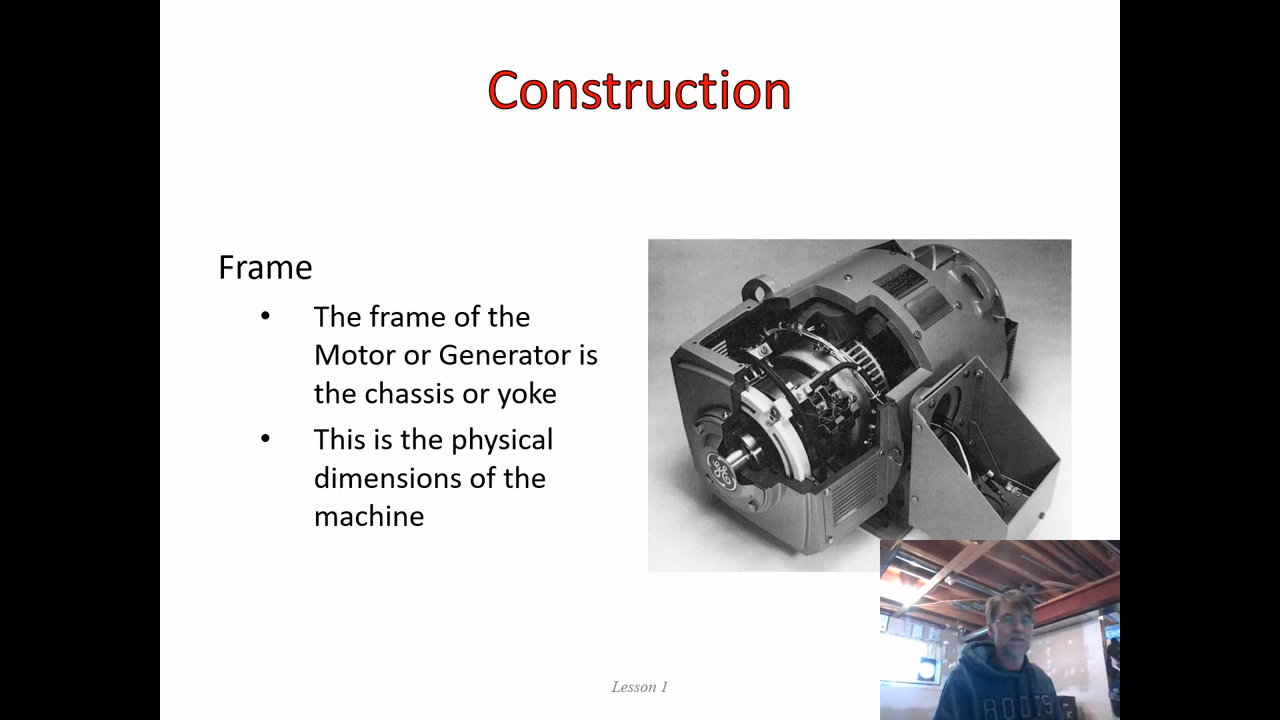 Construction
Frame
• The frame of the
Motor or Generator is
the chassis or yoke
• This is the physical
dimensions of the
machine
Lesson 1
ROOTS